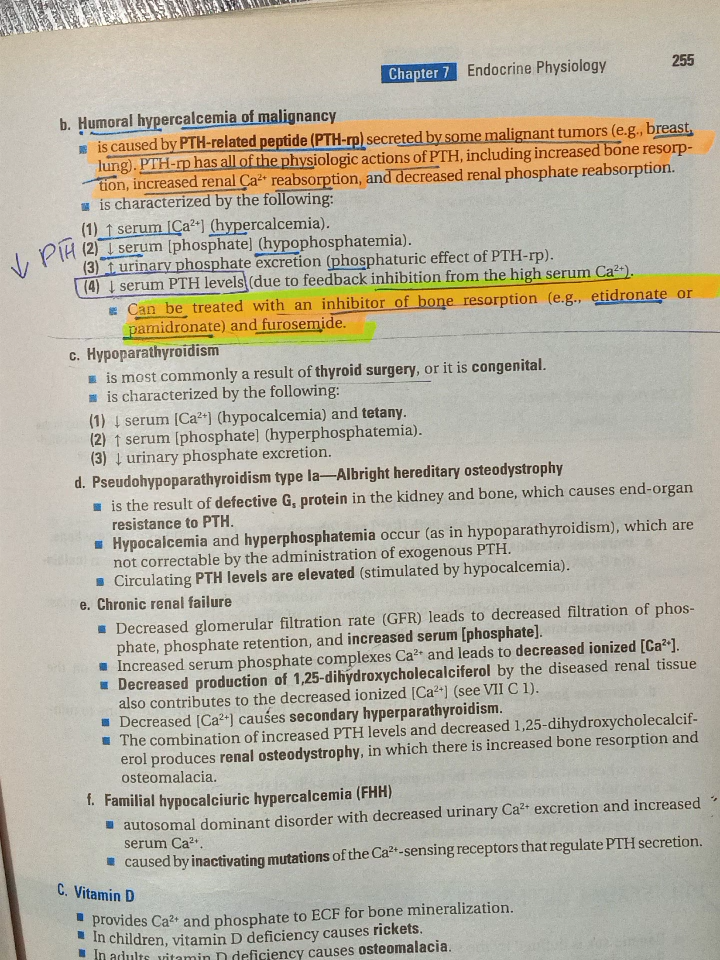 Chapter 7 Endocrine Physiology 255
b. Humoral hypercalcemia of malignancy
■ is caused by PTH-related peptide (PTH-rp) secreted by some malignant tumors (e.g., breast,
lung). PTH-rp has all of the physiologic actions of PTH, including increased bone resorp-
tion, increased renal Ca²⁺ reabsorption, and decreased renal phosphate reabsorption.
■ is characterized by the following:
(1) ↑ serum [Ca²⁺] (hypercalcemia).
(2) ↓ serum [phosphate] (hypophosphatemia).
(3) ↑ urinary phosphate excretion (phosphaturic effect of PTH-rp).
(4) ↓ serum PTH levels (due to feedback inhibition from the high serum Ca²⁺).
↓ PTH
■ Can be treated with an inhibitor of bone resorption (e.g., etidronate or
pamidronate) and furosemide.
c. Hypoparathyroidism
■ is most commonly a result of thyroid surgery, or it is congenital.
■ is characterized by the following:
(1) ↓ serum [Ca²⁺] (hypocalcemia) and tetany.
(2) ↑ serum [phosphate] (hyperphosphatemia).
(3) ↓ urinary phosphate excretion.
d. Pseudohypoparathyroidism type Ia—Albright hereditary osteodystrophy
■ is the result of defective Gₛ protein in the kidney and bone, which causes end-organ
resistance to PTH.
■ Hypocalcemia and hyperphosphatemia occur (as in hypoparathyroidism), which are
not correctable by the administration of exogenous PTH.
■ Circulating PTH levels are elevated (stimulated by hypocalcemia).
e. Chronic renal failure
■ Decreased glomerular filtration rate (GFR) leads to decreased filtration of phos-
phate, phosphate retention, and increased serum [phosphate].
■ Increased serum phosphate complexes Ca²⁺ and leads to decreased ionized [Ca²⁺].
■ Decreased production of 1,25-dihydroxycholecalciferol by the diseased renal tissue
also contributes to the decreased ionized [Ca²⁺] (see VII C 1).
■ Decreased [Ca²⁺] causes secondary hyperparathyroidism.
■ The combination of increased PTH levels and decreased 1,25-dihydroxycholecalcif-
erol produces renal osteodystrophy, in which there is increased bone resorption and
osteomalacia.
f. Familial hypocalciuric hypercalcemia (FHH)
■ autosomal dominant disorder with decreased urinary Ca²⁺ excretion and increased
serum Ca²⁺.
■ caused by inactivating mutations of the Ca²⁺-sensing receptors that regulate PTH secretion.
C. Vitamin D
■ provides Ca²⁺ and phosphate to ECF for bone mineralization.
■ In children, vitamin D deficiency causes rickets.
■ In adults, vitamin D deficiency causes osteomalacia.